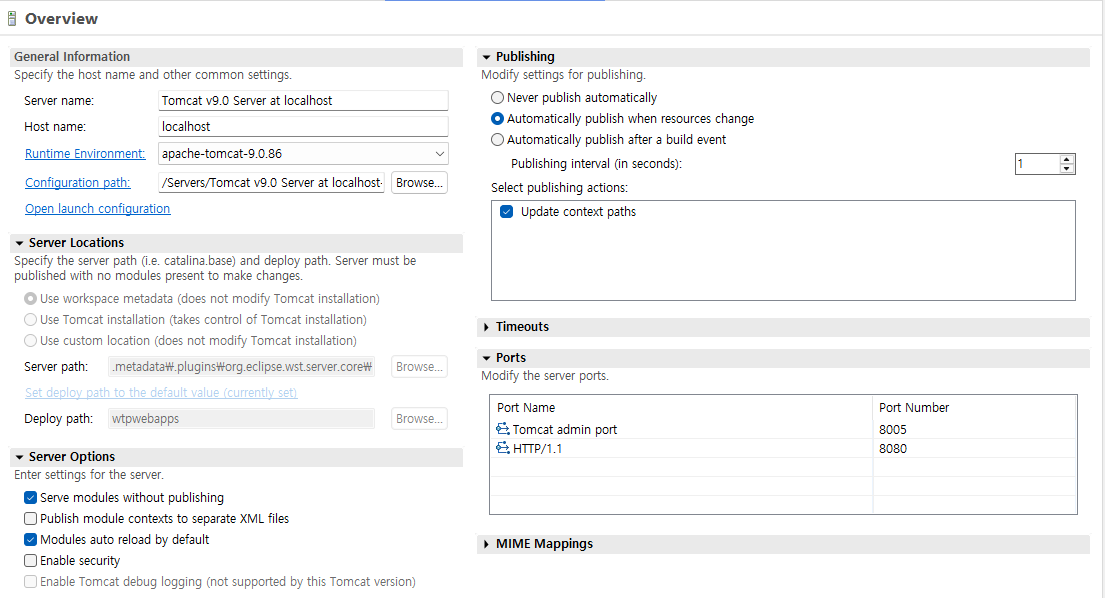 Overview
General Information
Specify the host name and other common settings.
Server name: Tomcat v9.0 Server at localhost
Host name: localhost
Runtime Environment: apache-tomcat-9.0.86
Configuration path: /Servers/Tomcat v9.0 Server at localhost- Browse...
Open launch configuration
Server Locations
Specify the server path (i.e. catalina.base) and deploy path. Server must be
published with no modules present to make changes.
Use workspace metadata (does not modify Tomcat installation)
Use Tomcat installation (takes control of Tomcat installation)
Use custom location (does not modify Tomcat installation)
Server path: .metadata₩.plugins₩org.eclipse.wst.server.core₩ Browse...
Set deploy path to the default value (currently set)
Deploy path: wtpwebapps Browse...
Server Options
Enter settings for the server.
Serve modules without publishing
Publish module contexts to separate XML files
Modules auto reload by default
Enable security
Enable Tomcat debug logging (not supported by this Tomcat version)
Publishing
Modify settings for publishing.
Never publish automatically
Automatically publish when resources change
Automatically publish after a build event
Publishing interval (in seconds): 1
Select publishing actions:
Update context paths
Timeouts
Ports
Modify the server ports.
Port Name Port Number
Tomcat admin port 8005
HTTP/1.1 8080
MIME Mappings